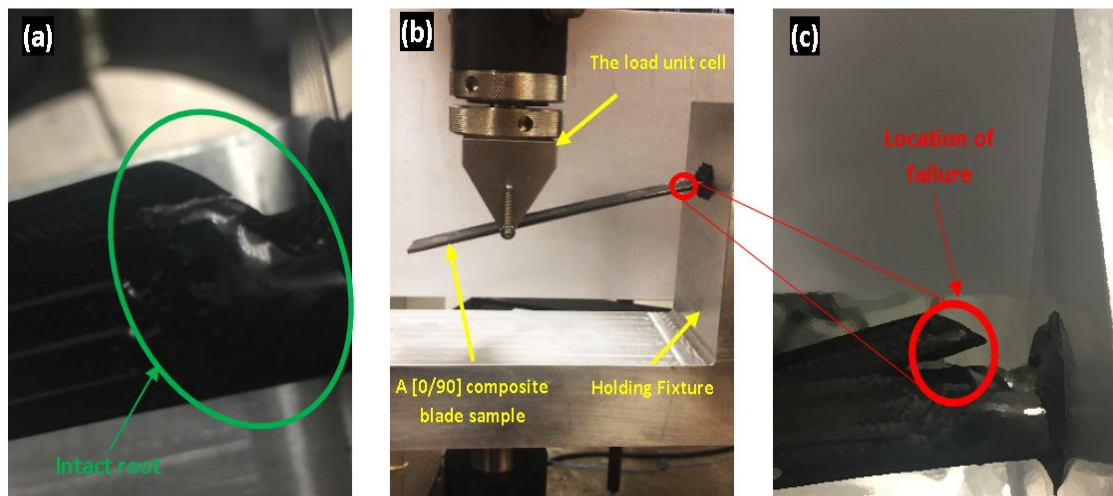 (a)
Intact root
(b)
The load unit cell
A [0/90] composite
blade sample
Holding Fixture
(c)
Location of
failure